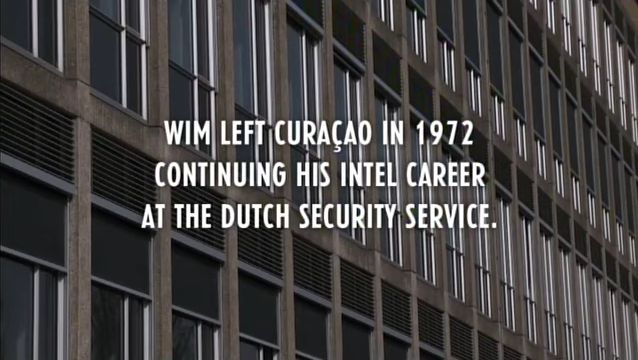 WIM LEFT CURAÇAO IN 1972
CONTINUING HIS INTEL CAREER
AT THE DUTCH SECURITY SERVICE.